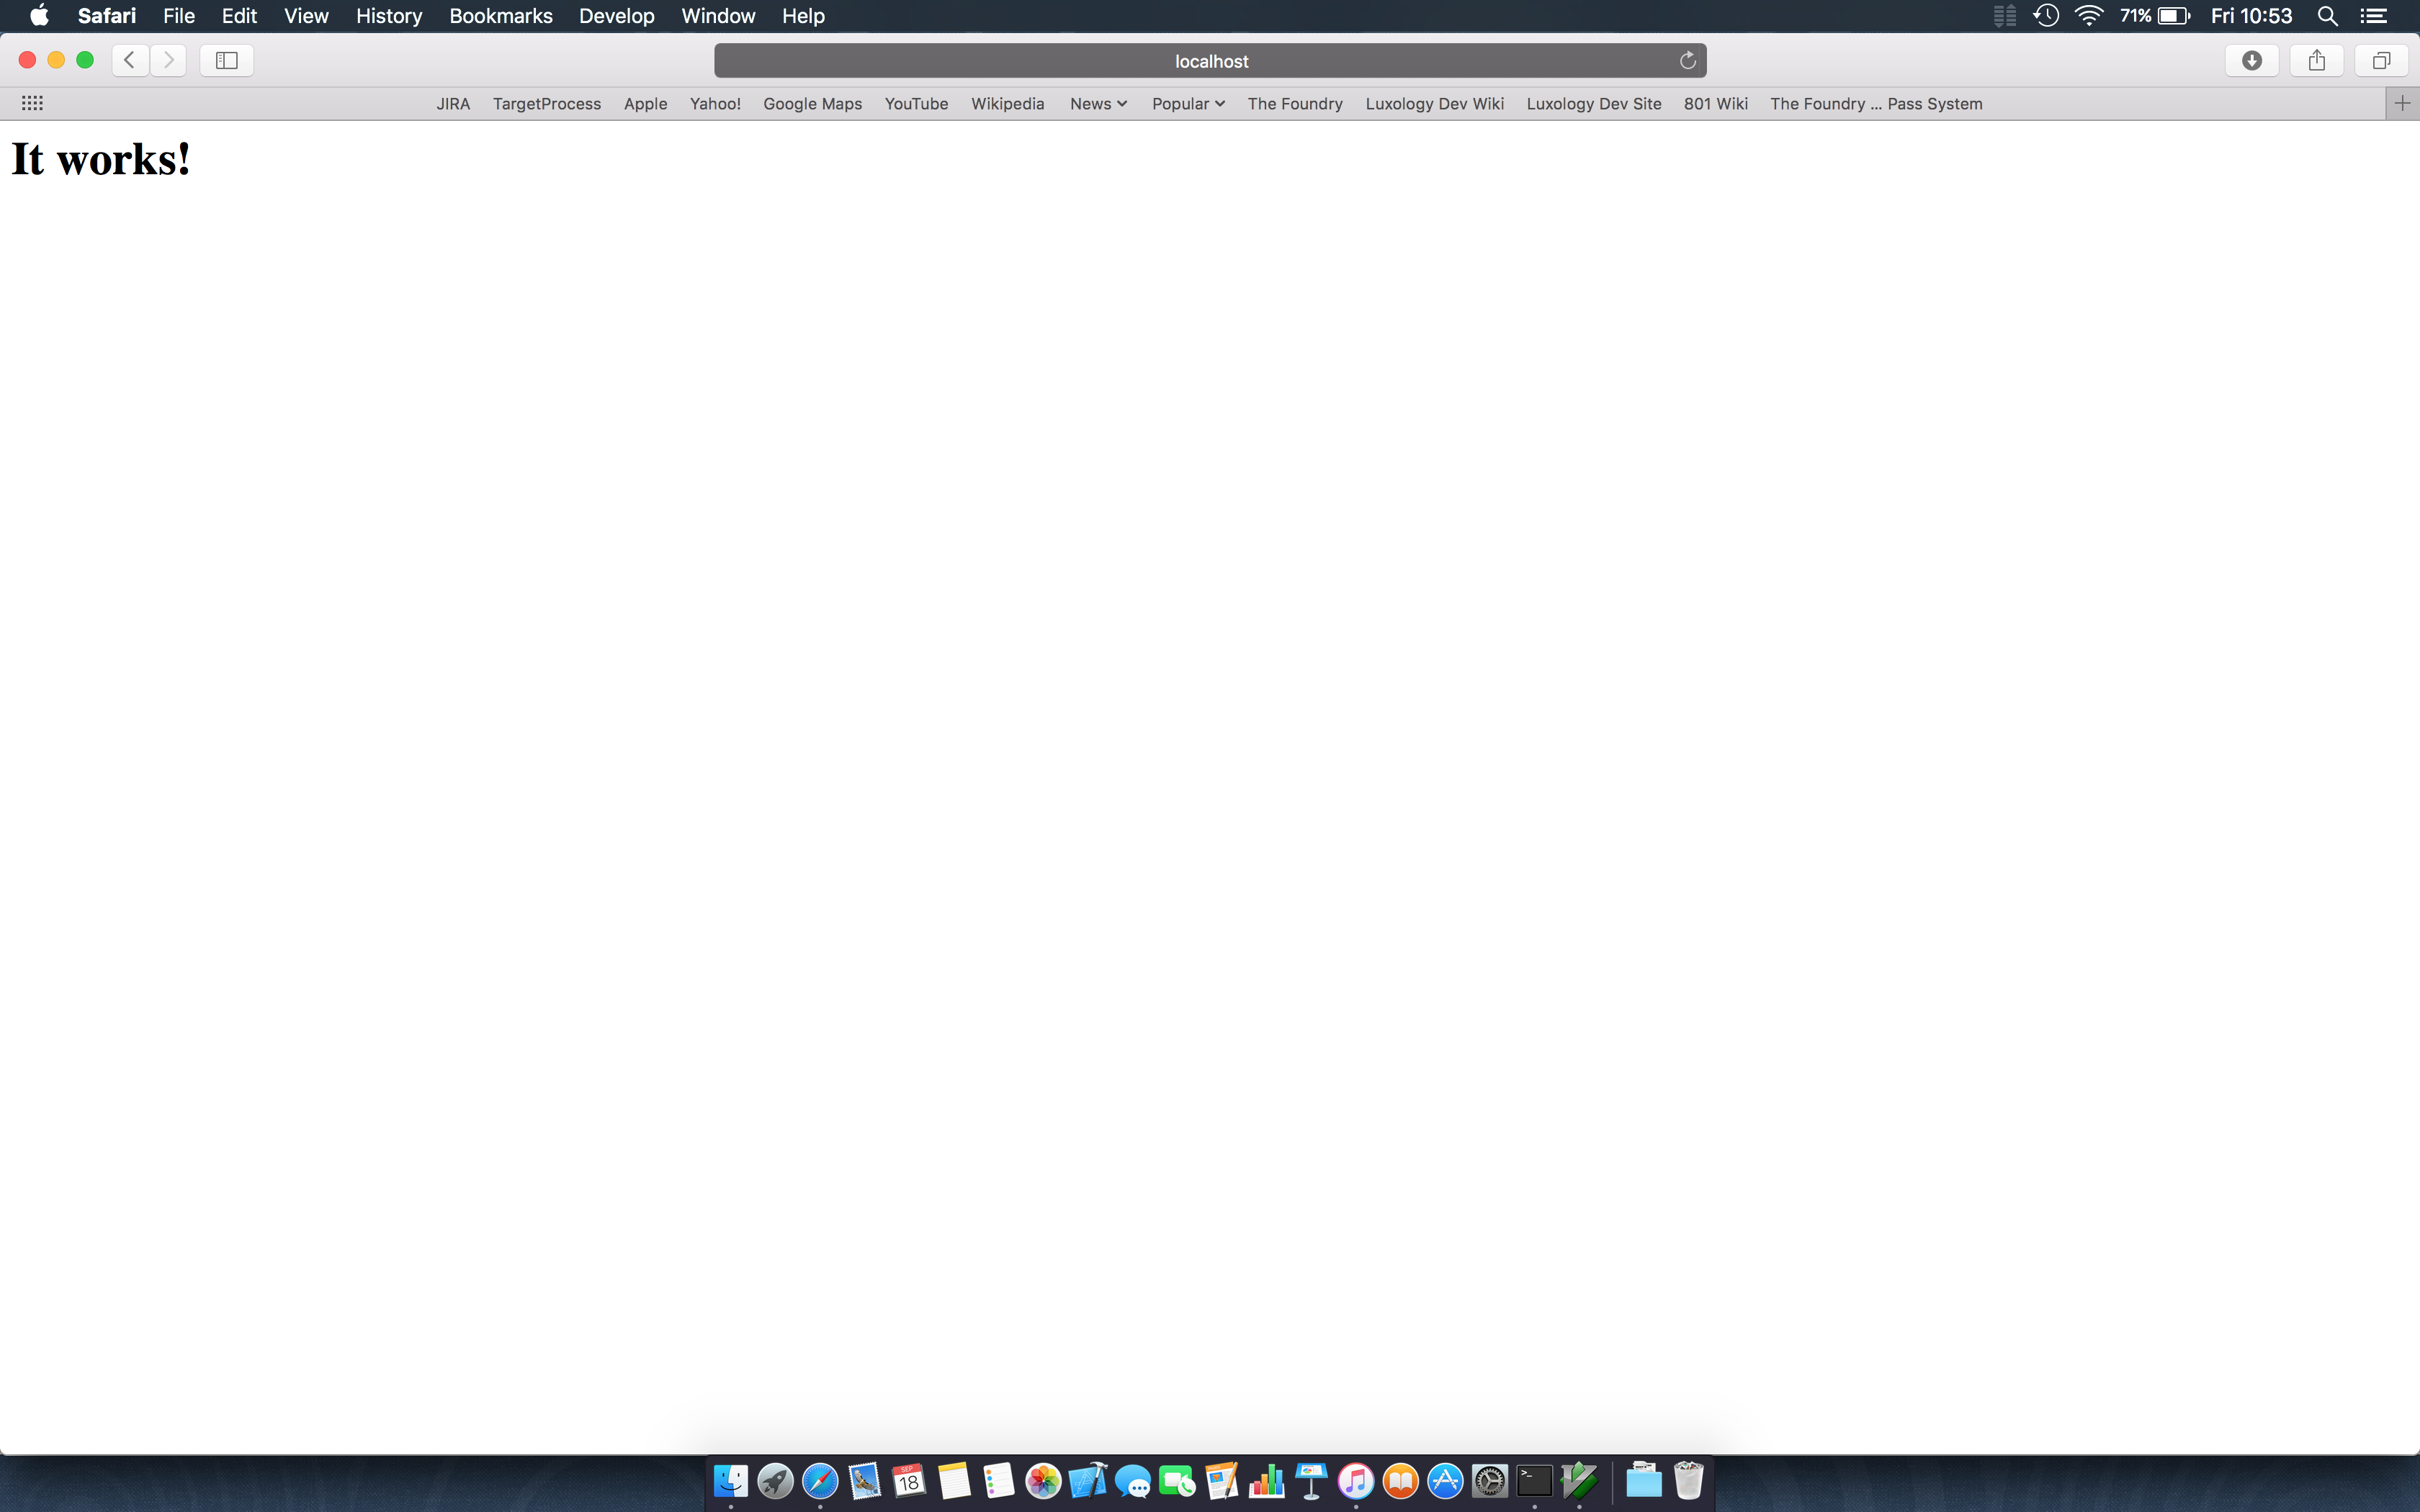 Safari File Edit View History Bookmarks Develop Window Help 71% Fri 10:53
localhost
JIRA TargetProcess Apple Yahoo! Google Maps YouTube Wikipedia News Popular The Foundry Luxology Dev Wiki Luxology Dev Site 801 Wiki The Foundry ... Pass System
It works!
SEP
18